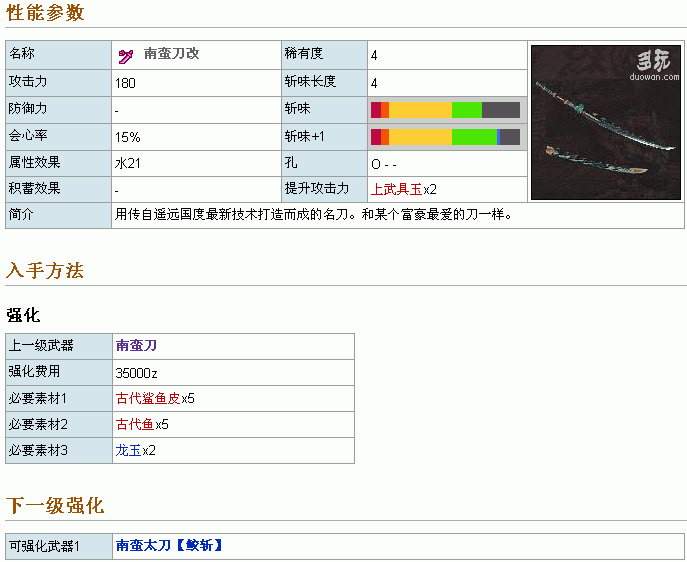 性能参数
名称 南蛮刀改 稀有度 4
攻击力 180 斩味长度 4
防御力 - 斩味
会心率 15% 斩味+1
属性效果 水21 孔 O - -
积蓄效果 - 提升攻击力 上武具玉x2
简介 用传自遥远国度最新技术打造而成的名刀。和某个富豪最爱的刀一样。
多玩
duowan.com
入手方法
强化
上一级武器 南蛮刀
强化费用 35000z
必要素材1 古代鲨鱼皮x5
必要素材2 古代鱼x5
必要素材3 龙玉x2
下一级强化
可强化武器1 南蛮太刀【鲛斩】